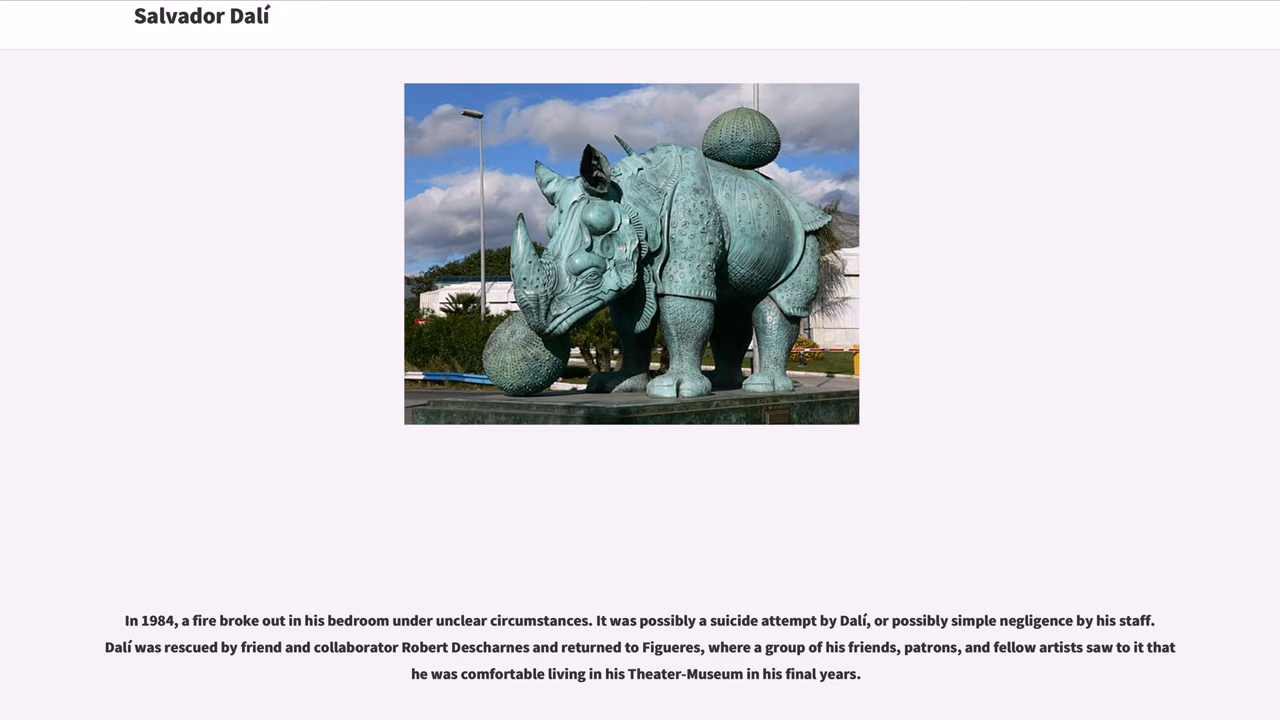 Salvador Dalí
In 1984, a fire broke out in his bedroom under unclear circumstances. It was possibly a suicide attempt by Dalí, or possibly simple negligence by his staff.
Dalí was rescued by friend and collaborator Robert Descharnes and returned to Figueres, where a group of his friends, patrons, and fellow artists saw to it that
he was comfortable living in his Theater-Museum in his final years.